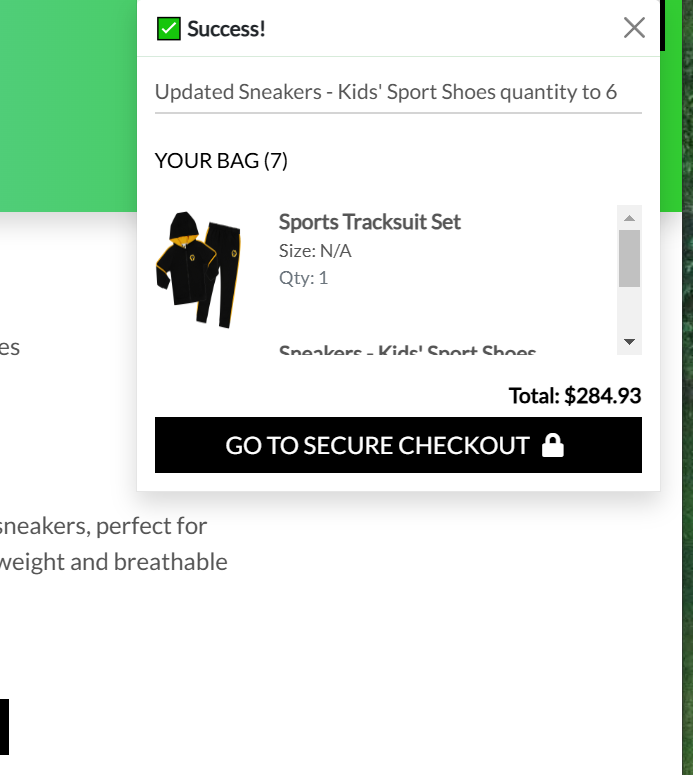 Success!
Updated Sneakers - Kids' Sport Shoes quantity to 6
YOUR BAG (7)
Sports Tracksuit Set
Size: N/A
Qty: 1
es
Sneakers - Kids' Sport Shoes
Total: $284.93
GO TO SECURE CHECKOUT
sneakers, perfect for
weight and breathable